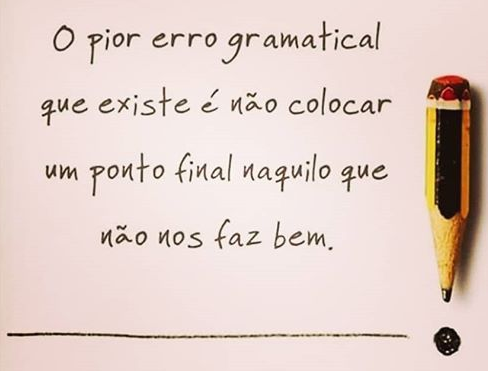 O pior erro gramatical
que existe é não colocar
um ponto final naquilo que
não nos faz bem.